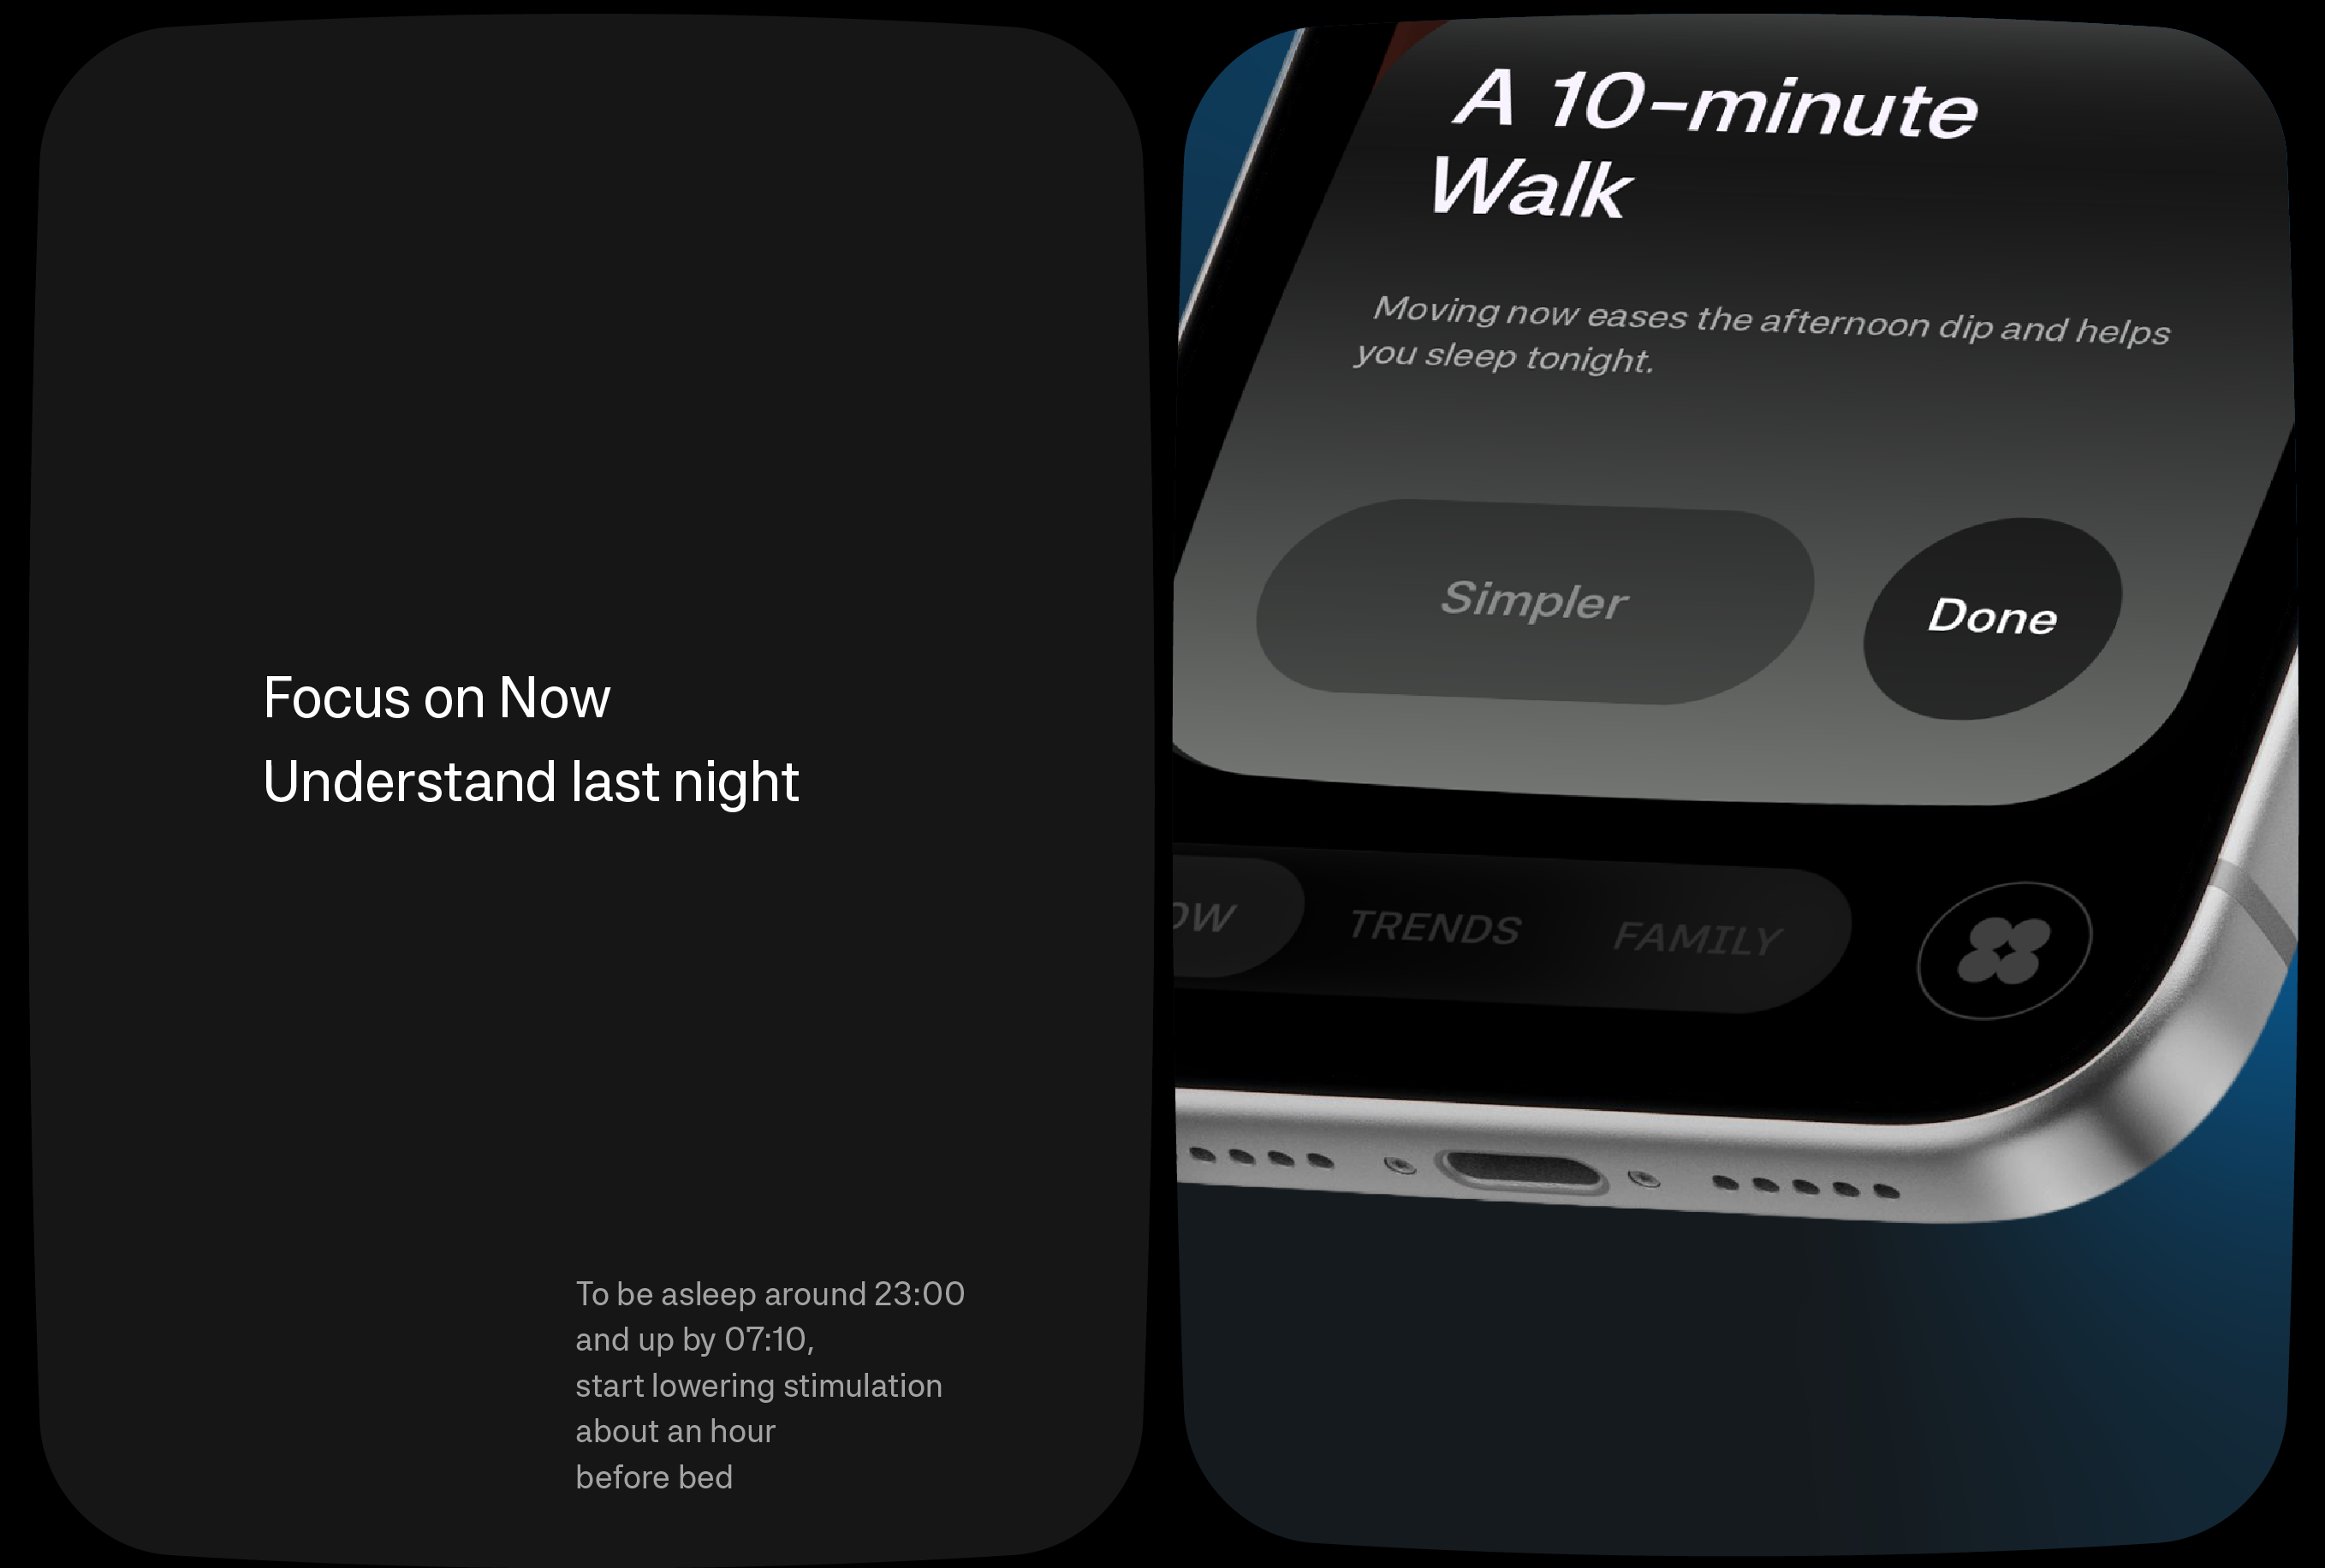 Focus on Now
Understand last night
To be asleep around 23:00
and up by 07:10,
start lowering stimulation
about an hour
before bed
A 10-minute
Walk
Moving now eases the afternoon dip and helps
you sleep tonight.
Simpler
Done
TRENDS
FAMILY